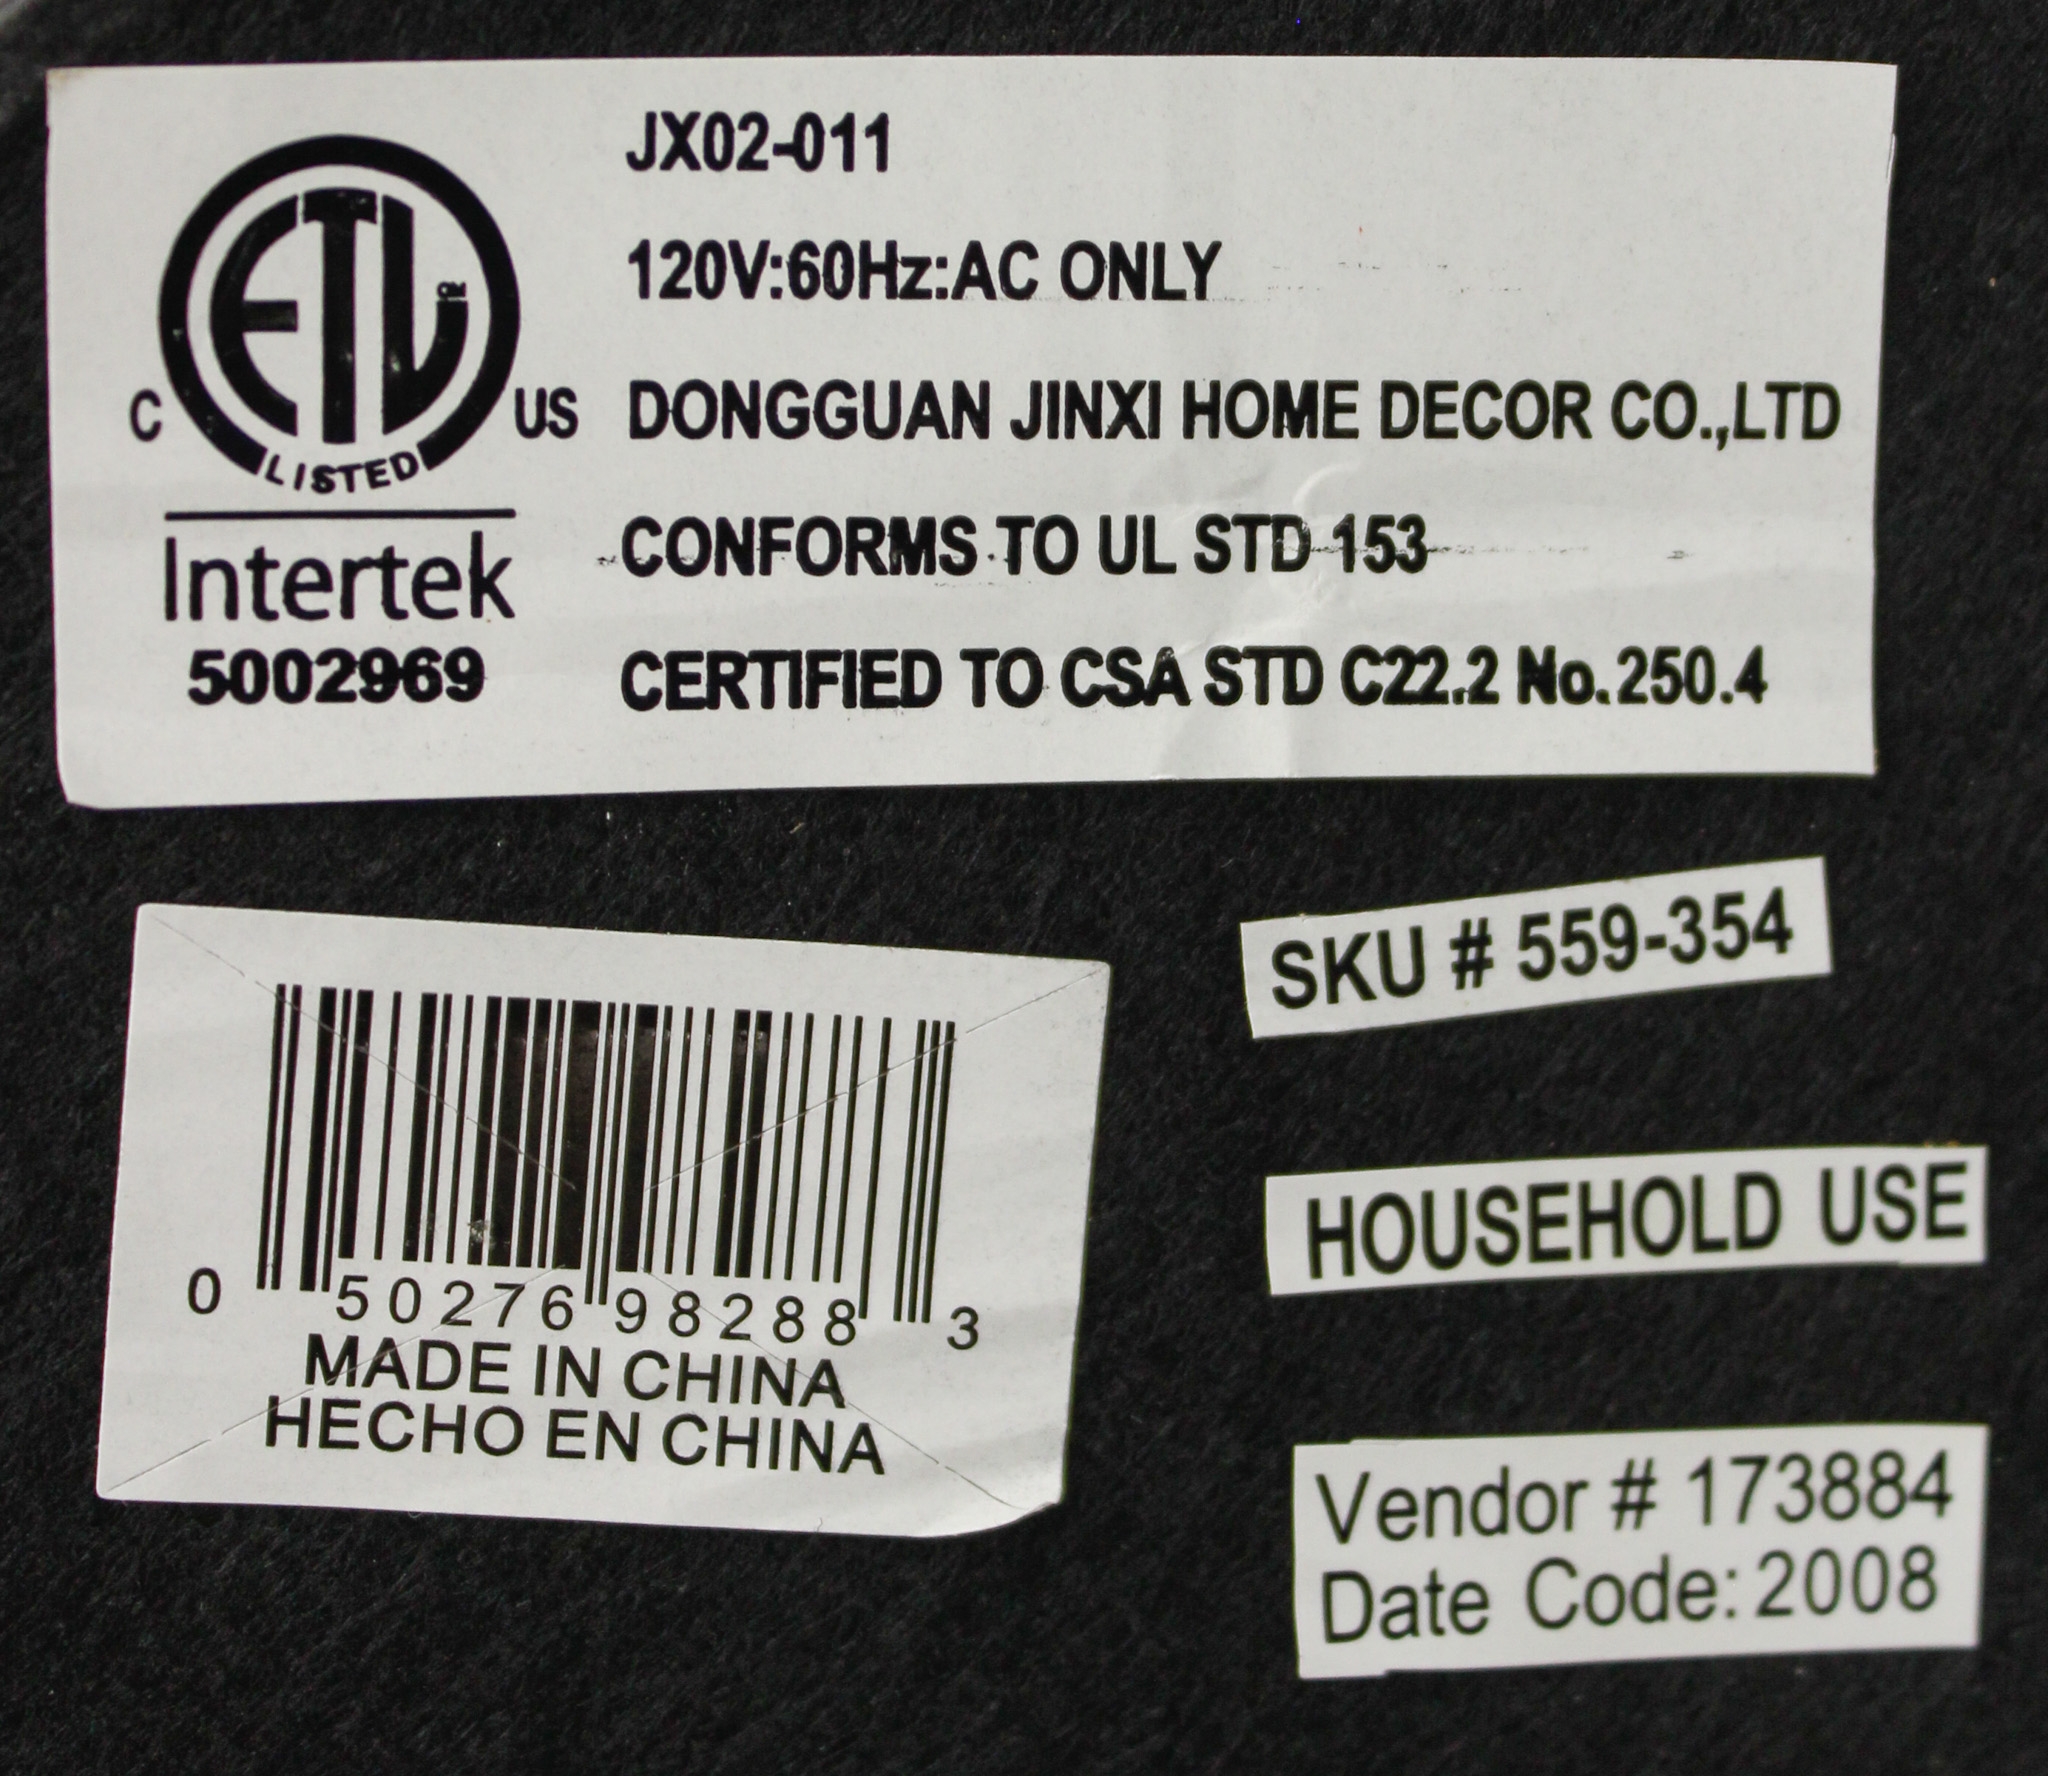 JX02-011
120V:60Hz:AC ONLY
DONGGUAN JINXI HOME DECOR CO.,LTD
CONFORMS TO UL STD 153
CERTIFIED TO CSA STD C22.2 No.250.4
ETL
C US
LISTED
Intertek
5002969
SKU # 559-354
0 50276 98288 3
MADE IN CHINA
HECHO EN CHINA
HOUSEHOLD USE
Vendor # 173884
Date Code: 2008